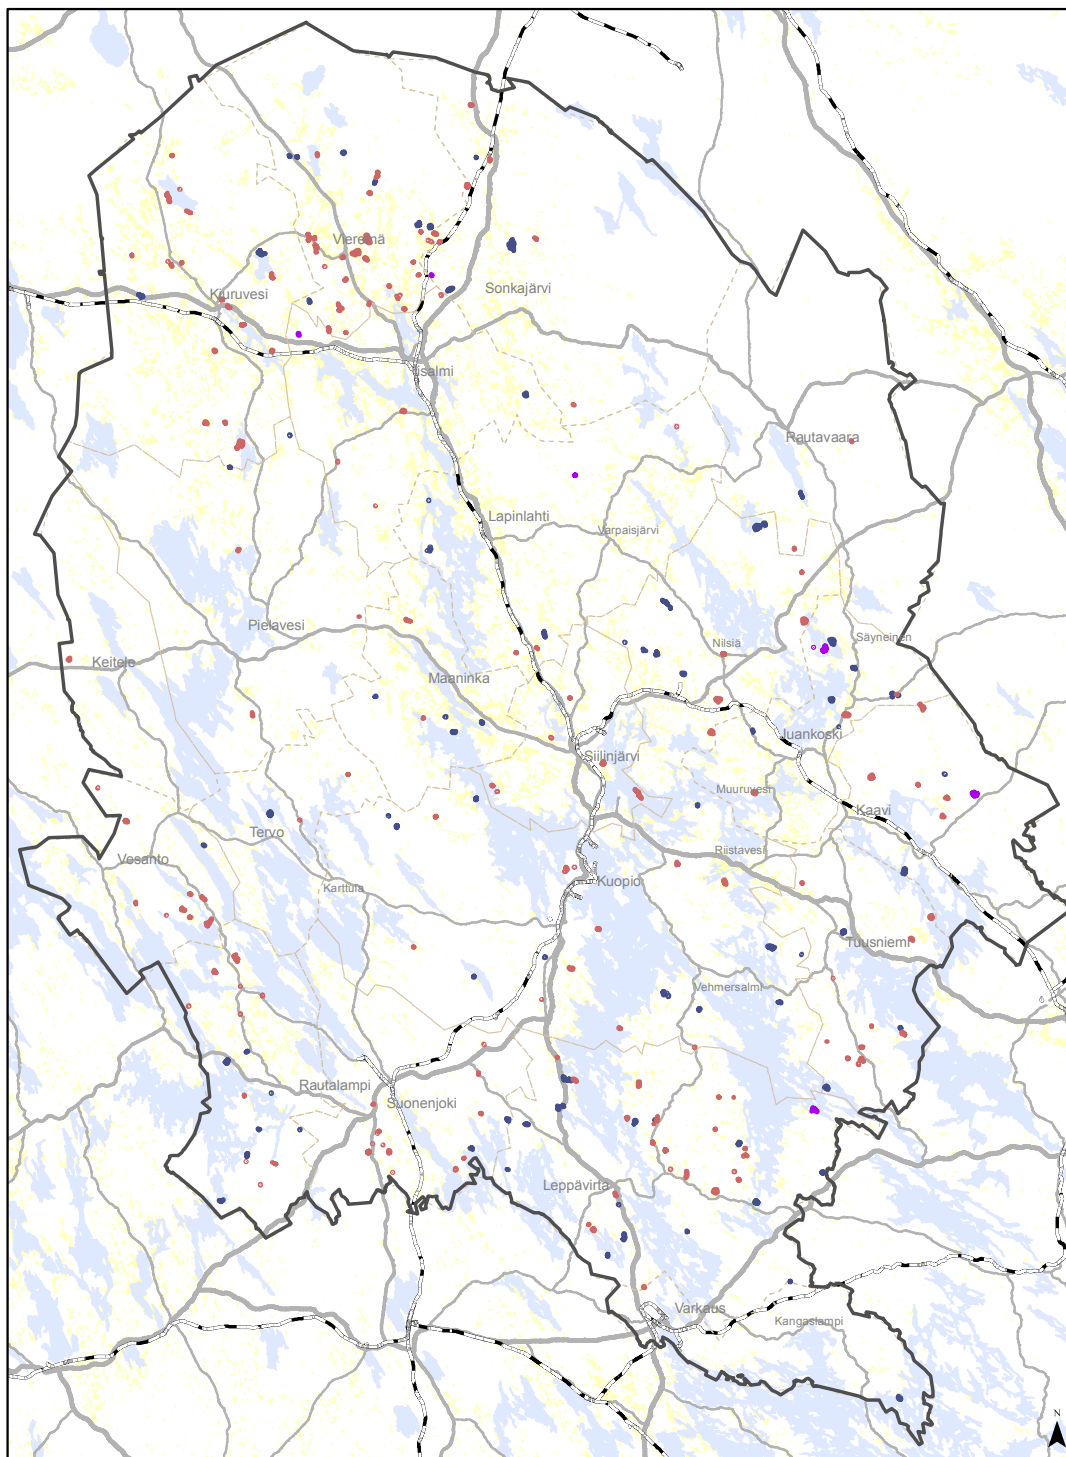 Vieremä
Sonkajärvi
Kiuruvesi
Iisalmi
Rautavaara
Lapinlahti
Varpaisjärvi
Pielavesi
Säyneinen
Nilsiä
Keitele
Maaninka
Juankoski
Siilinjärvi
Muuruvesi
Kaavi
Tervo
Riistavesi
Vesanto
Kuopio
Karttula
Tuusniemi
Vehmersalmi
Rautalampi
Suonenjoki
Leppävirta
Varkaus
Kangaslampi
N